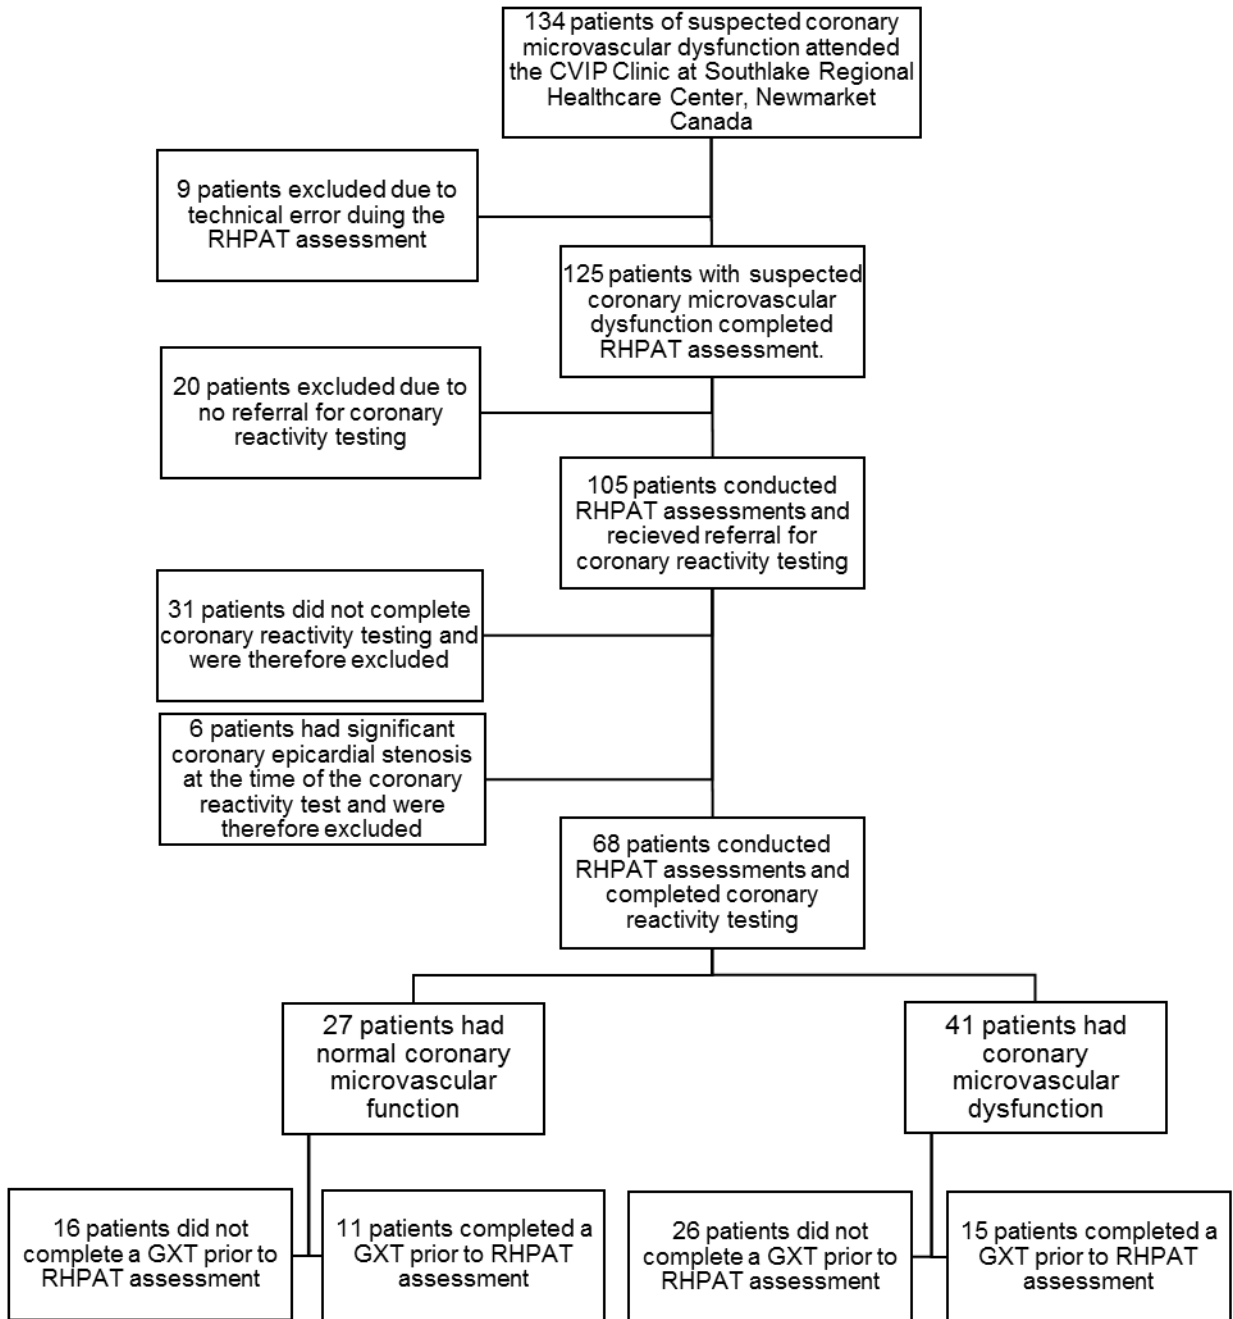 134 patients of suspected coronary
microvascular dysfunction attended
the CVIP Clinic at Southlake Regional
Healthcare Center, Newmarket
Canada
9 patients excluded due to
technical error duing the
RHPAT assessment
125 patients with suspected
coronary microvascular
dysfunction completed
RHPAT assessment.
20 patients excluded due to
no referral for coronary
reactivity testing
105 patients conducted
RHPAT assessments and
recieved referral for
coronary reactivity testing
31 patients did not complete
coronary reactivity testing and
were therefore excluded
6 patients had significant
coronary epicardial stenosis
at the time of the coronary
reactivity test and were
therefore excluded
68 patients conducted
RHPAT assessments and
completed coronary
reactivity testing
27 patients had
normal coronary
microvascular
function
41 patients had
coronary
microvascular
dysfunction
16 patients did not
complete a GXT prior to
RHPAT assessment
11 patients completed a
GXT prior to RHPAT
assessment
26 patients did not
complete a GXT prior to
RHPAT assessment
15 patients completed a
GXT prior to RHPAT
assessment